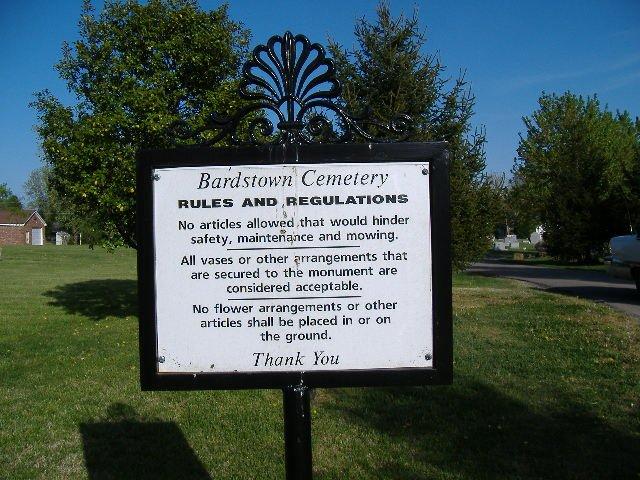 Bardstown Cemetery
RULES AND REGULATIONS
No articles allowed that would hinder
safety, maintenance and mowing.
All vases or other arrangements that
are secured to the monument are
considered acceptable.
No flower arrangements or other
articles shall be placed in or on
the ground.
Thank You